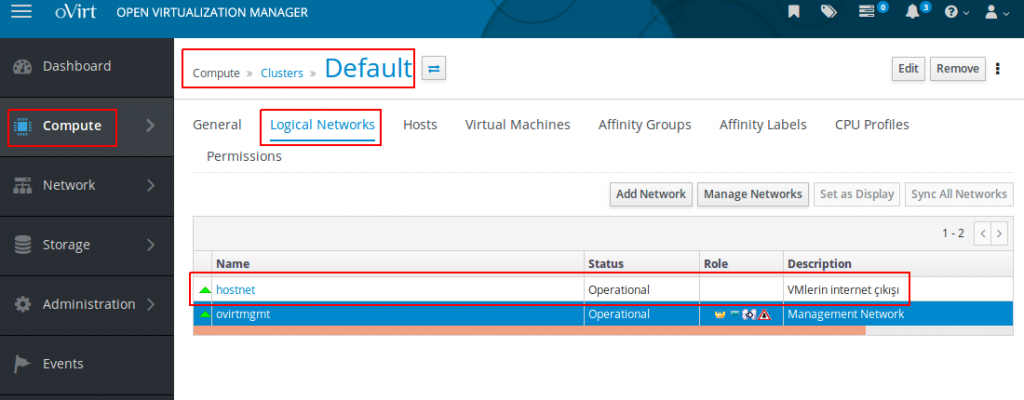 oVirt OPEN VIRTUALIZATION MANAGER 0 3
Dashboard
Compute
Network
Storage
Administration
Events
Compute » Clusters » Default
Edit Remove
General Logical Networks Hosts Virtual Machines Affinity Groups Affinity Labels CPU Profiles
Permissions
Add Network Manage Networks Set as Display Sync All Networks
1 - 2
Name Status Role Description
hostnet Operational VMlerin internet çıkışı
ovirtmgmt Operational Management Network